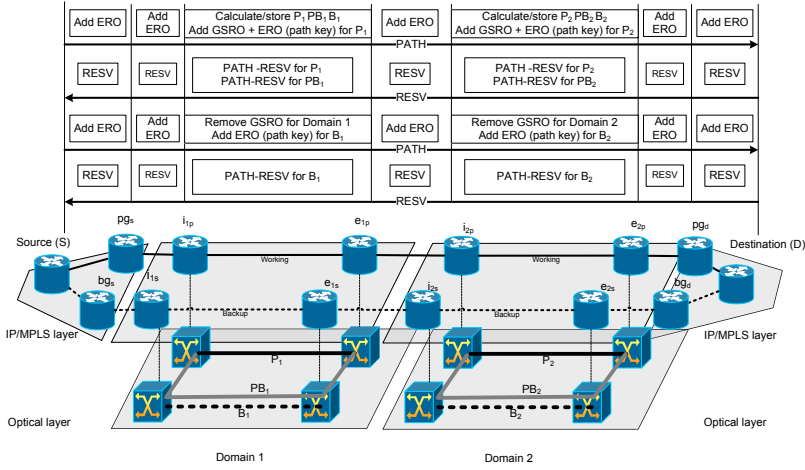 Add ERO
Add
ERO
Calculate/store P1 PB1 B1
Add GSRO + ERO (path key) for P1
Add ERO
Calculate/store P2 PB2 B2
Add GSRO + ERO (path key) for P2
Add
ERO
Add ERO
PATH
RESV
RESV
PATH -RESV for P1
PATH-RESV for PB1
RESV
PATH -RESV for P2
PATH-RESV for PB2
RESV
RESV
RESV
Add ERO
Add
ERO
Remove GSRO for Domain 1
Add ERO (path key) for B1
Add ERO
Remove GSRO for Domain 2
Add ERO (path key) for B2
Add
ERO
Add ERO
PATH
RESV
RESV
PATH-RESV for B1
RESV
PATH-RESV for B2
RESV
RESV
RESV
pgs
i1p
e1p
i2p
e2p
pgd
Source (S)
Destination (D)
Working
Working
bgs
i1s
e1s
i2s
e2s
bgd
Backup
Backup
IP/MPLS layer
IP/MPLS layer
P1
P2
PB1
PB2
B1
B2
Optical layer
Optical layer
Domain 1
Domain 2